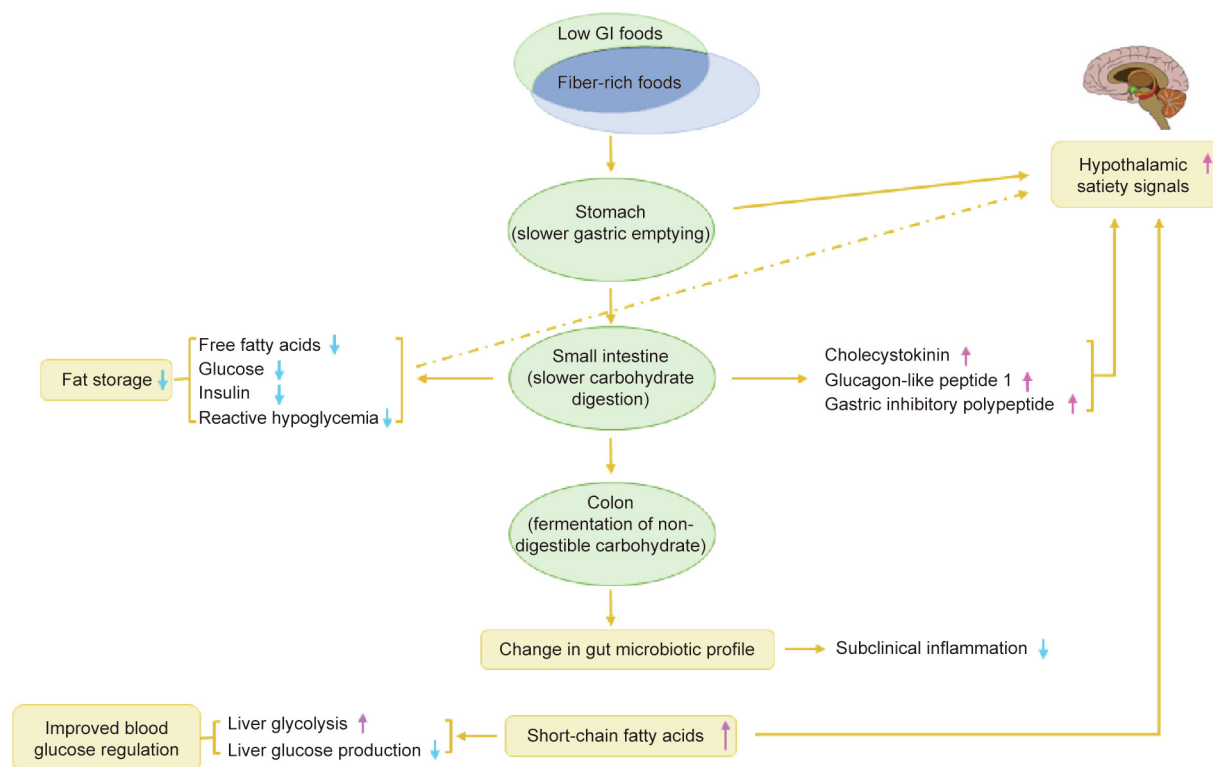 Low GI foods
Fiber-rich foods
Hypothalamic
satiety signals
Stomach
(slower gastric emptying)
Free fatty acids
Glucose
Insulin
Reactive hypoglycemia
Fat storage
Small intestine
(slower carbohydrate
digestion)
Cholecystokinin
Glucagon-like peptide 1
Gastric inhibitory polypeptide
Colon
(fermentation of non-
digestible carbohydrate)
Change in gut microbiotic profile
Subclinical inflammation
Improved blood
glucose regulation
Liver glycolysis
Liver glucose production
Short-chain fatty acids